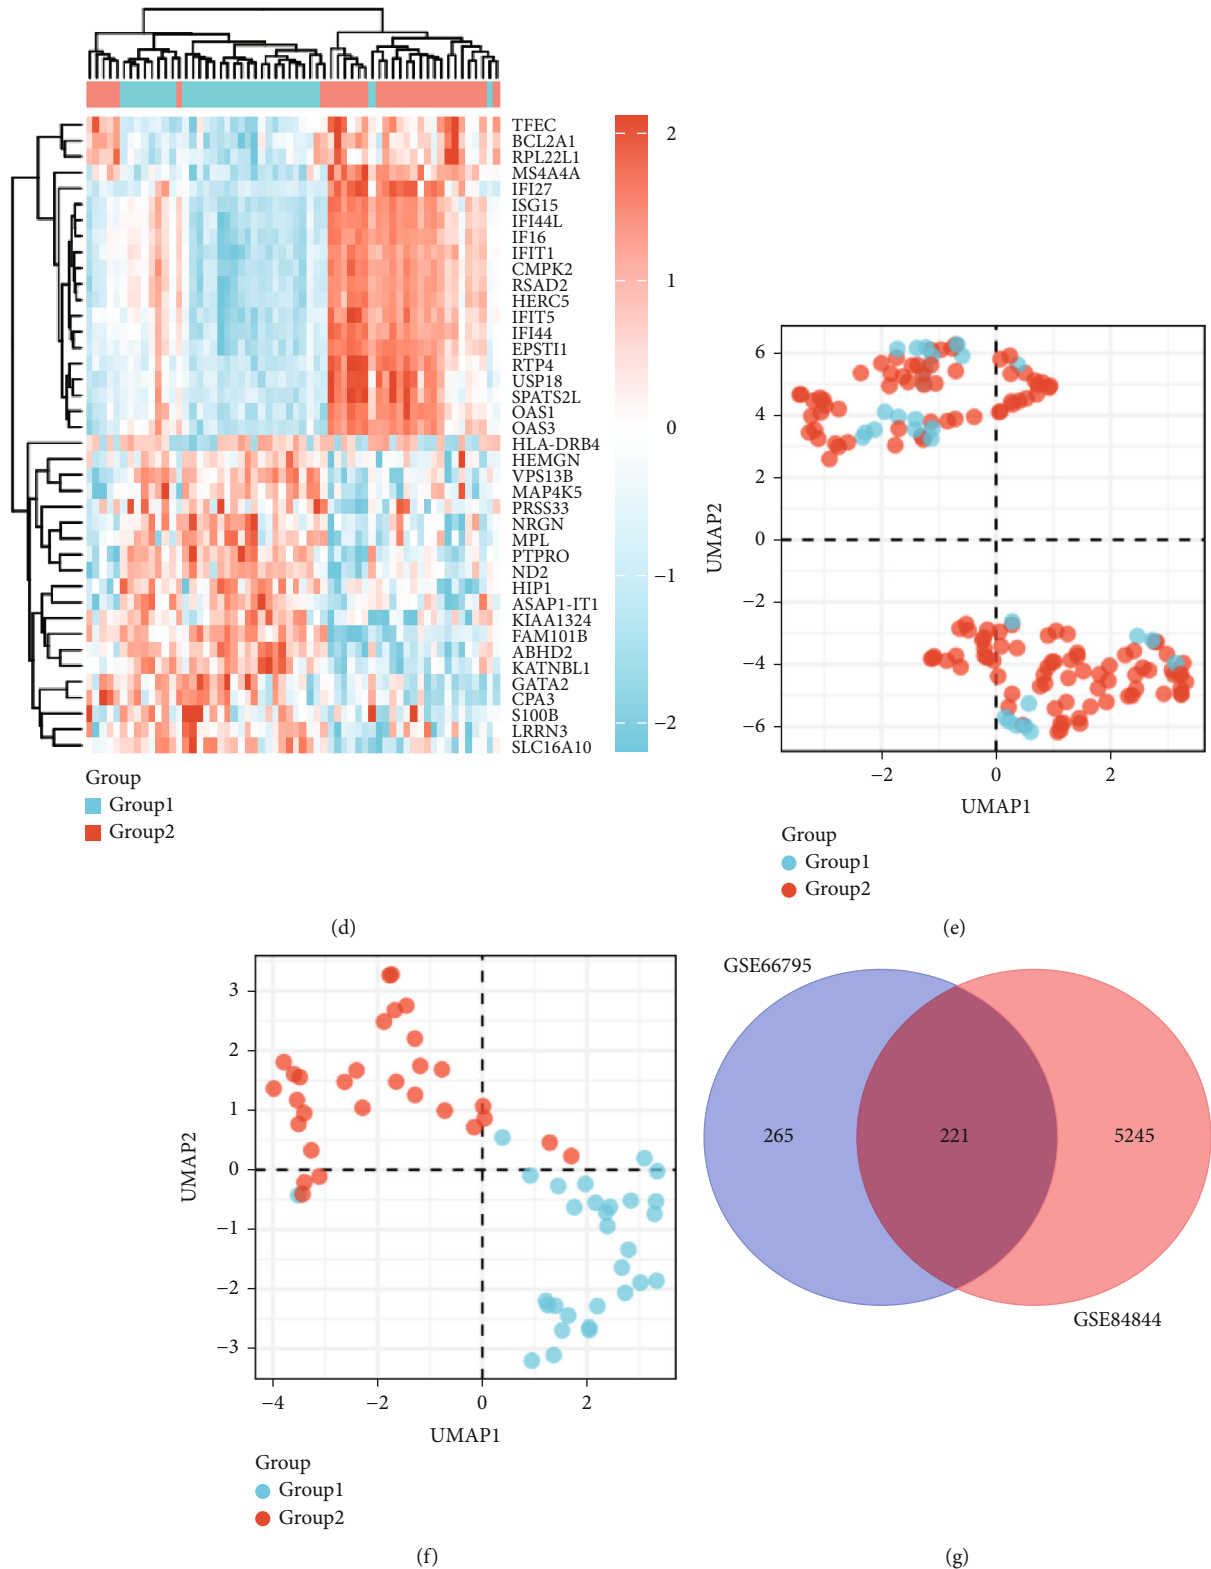 TFEC
BCL2A1
RPL22L1
MS4A4A
IFI27
ISG15
IFI44L
IF16
IFIT1
CMPK2
RSAD2
HERC5
IFIT5
IFI44
EPSTI1
RTP4
USP18
SPATS2L
OAS1
OAS3
HLA-DRB4
HEMGN
VPS13B
MAP4K5
PRSS33
NRGN
MPL
PTPRO
ND2
HIP1
ASAP1-IT1
KIAA1324
FAM101B
ABHD2
KATNBL1
GATA2
CPA3
S100B
LRRN3
SLC16A10
2
1
0
−1
−2
Group
Group1
Group2
(d)
6
4
2
0
−2
−4
−6
UMAP2
−2 0 2
UMAP1
Group
Group1
Group2
(e)
3
2
1
0
−1
−2
−3
UMAP2
−4 −2 0 2
UMAP1
Group
Group1
Group2
(f)
GSE66795
265 221 5245
GSE84844
(g)